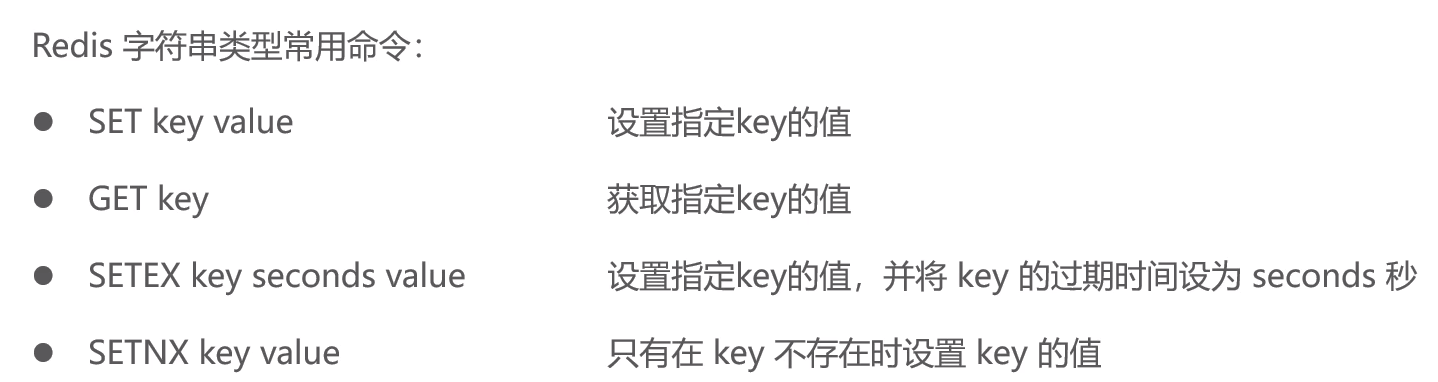 Redis 字符串类型常用命令：
● SET key value 设置指定key的值
● GET key 获取指定key的值
● SETEX key seconds value 设置指定key的值，并将 key 的过期时间设为 seconds 秒
● SETNX key value 只有在 key 不存在时设置 key 的值